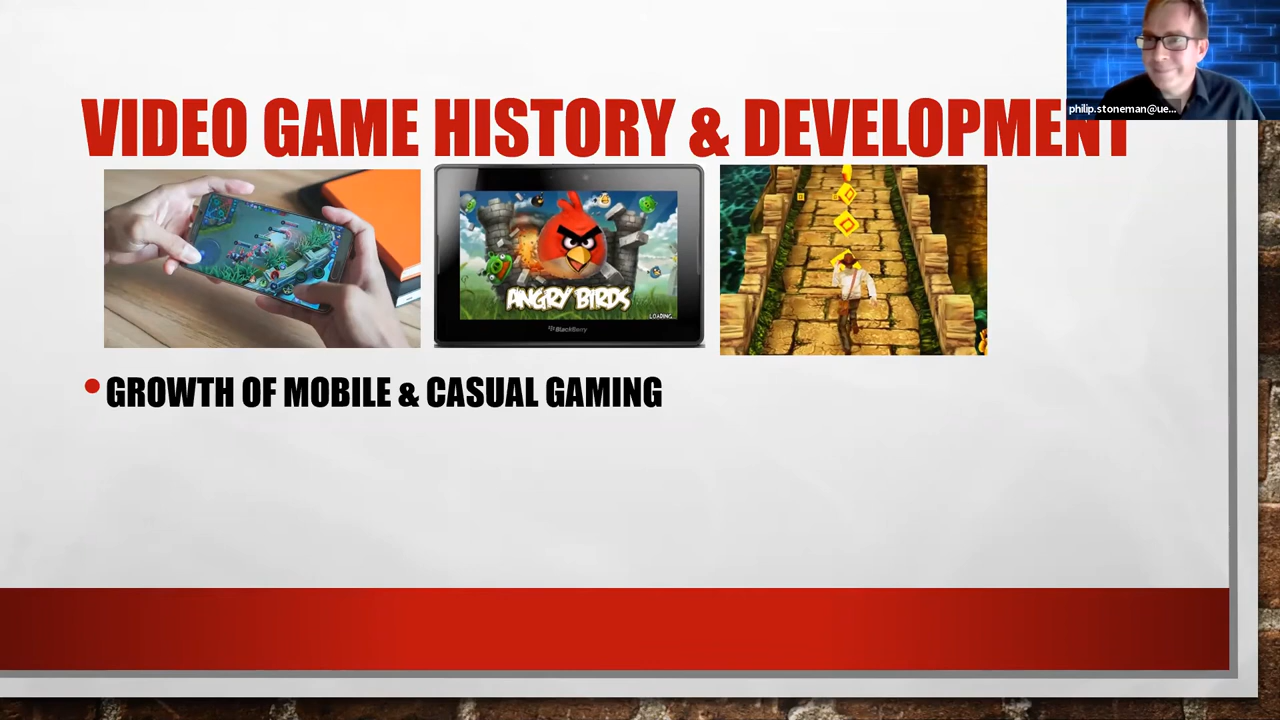 VIDEO GAME HISTORY & DEVELOPMENT
philip.stoneman@ue...
ANGRY BIRDS
LOADING..
BlackBerry
GROWTH OF MOBILE & CASUAL GAMING